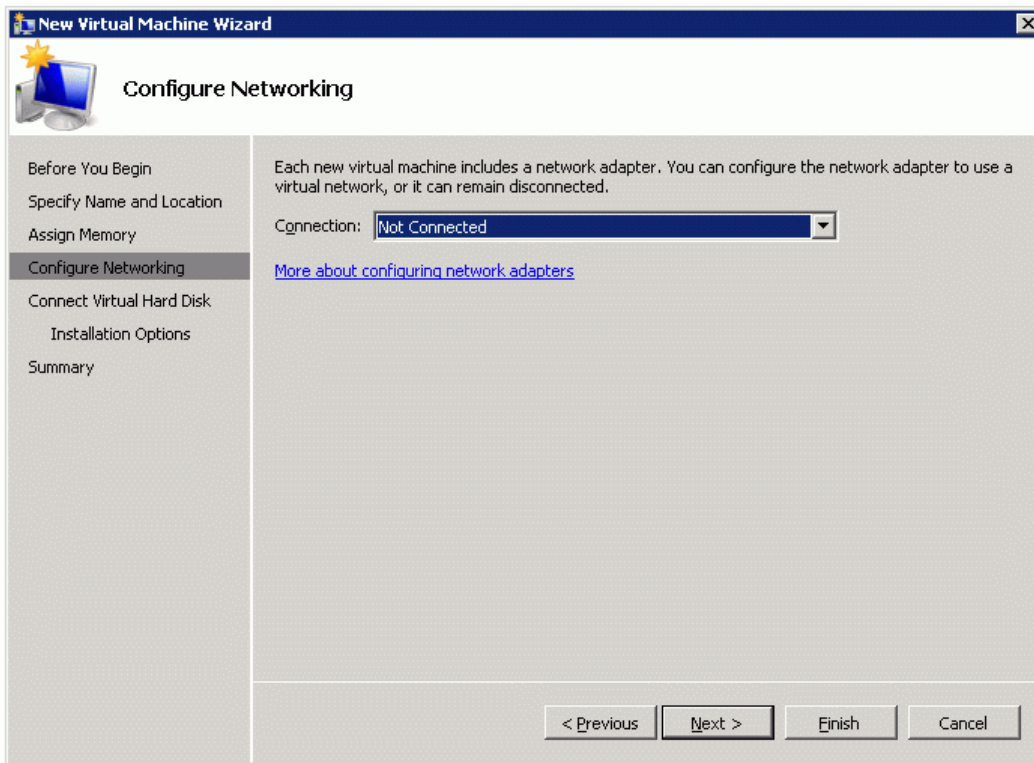 New Virtual Machine Wizard
Configure Networking
Before You Begin
Specify Name and Location
Assign Memory
Configure Networking
Connect Virtual Hard Disk
Installation Options
Summary
Each new virtual machine includes a network adapter. You can configure the network adapter to use a
virtual network, or it can remain disconnected.
Connection: Not Connected
More about configuring network adapters
< Previous Next > Finish Cancel